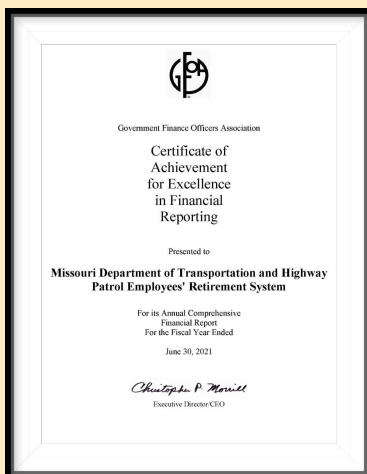 GFOA
Government Finance Officers Association
Certificate of
Achievement
for Excellence
in Financial
Reporting
Presented to
Missouri Department of Transportation and Highway
Patrol Employees' Retirement System
For its Annual Comprehensive
Financial Report
For the Fiscal Year Ended
June 30, 2021
Christopher P. Morrill
Executive Director/CEO